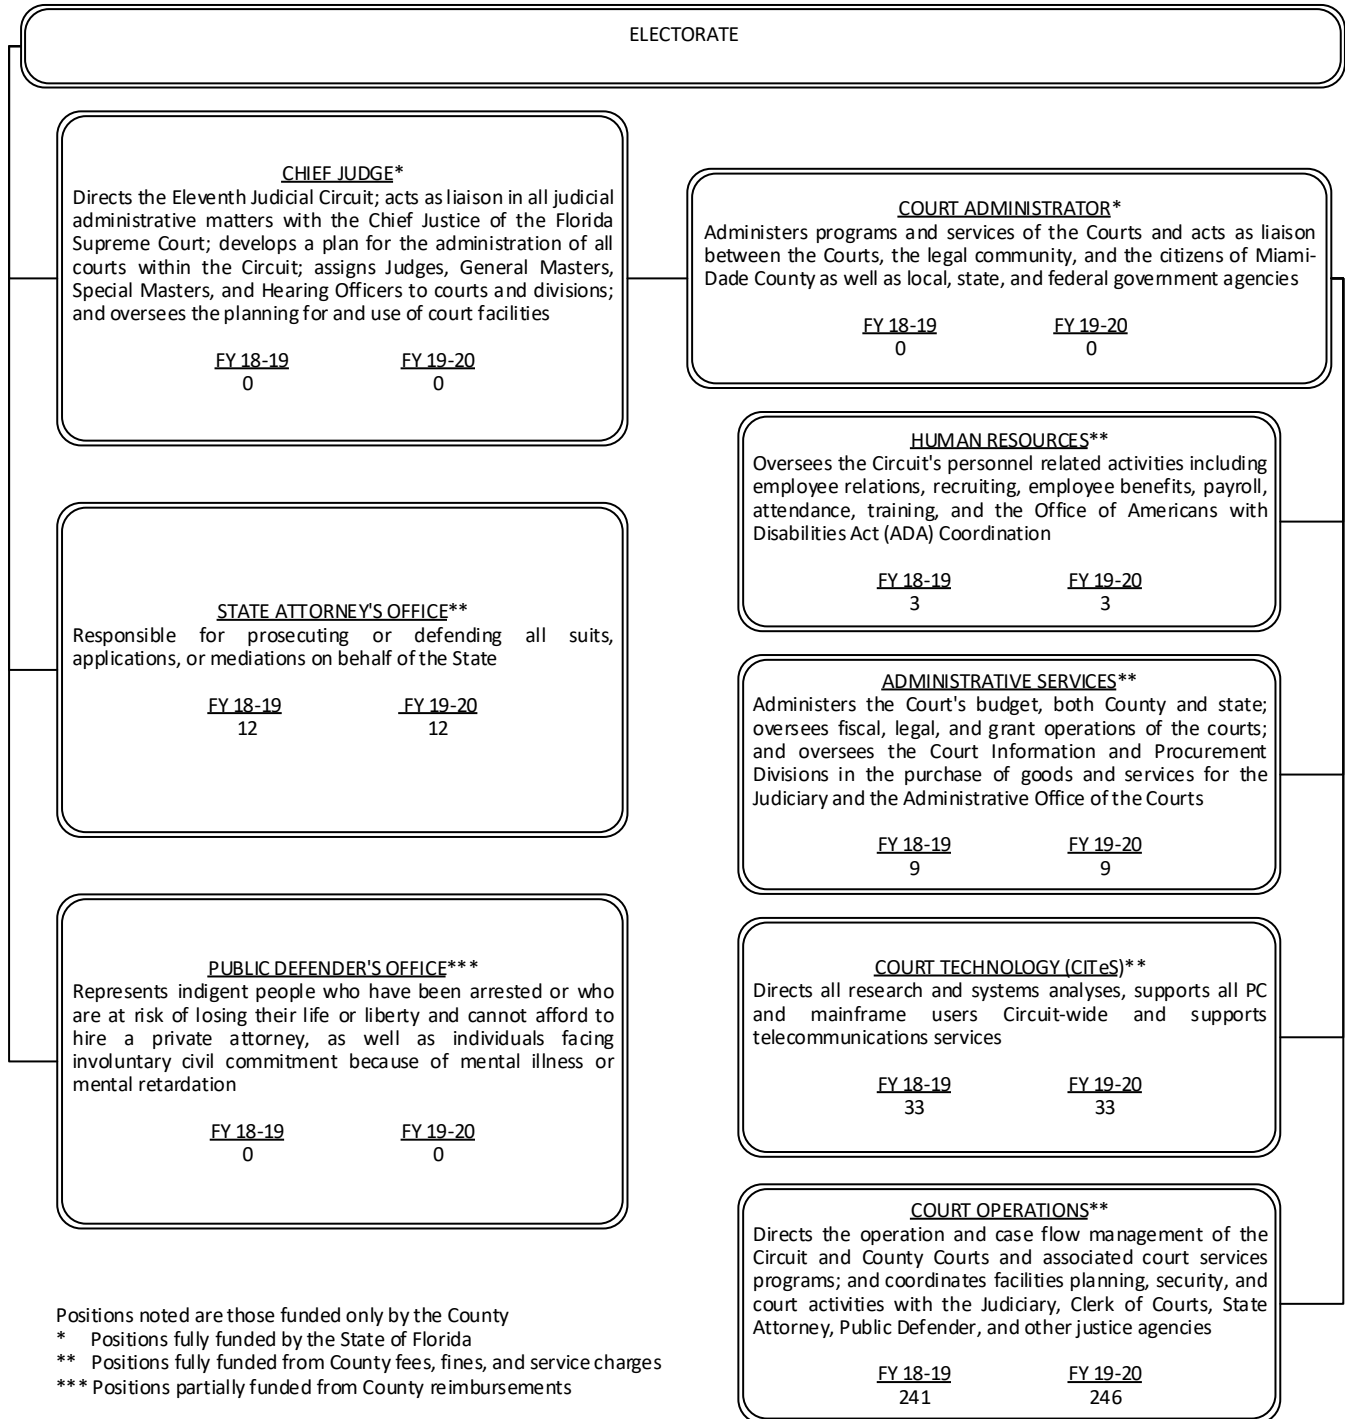 ELECTORATE
CHIEF JUDGE*
Directs the Eleventh Judicial Circuit; acts as liaison in all judicial
administrative matters with the Chief Justice of the Florida
Supreme Court; develops a plan for the administration of all
courts within the Circuit; assigns Judges, General Masters,
Special Masters, and Hearing Officers to courts and divisions;
and oversees the planning for and use of court facilities
FY 18-19 FY 19-20
0 0
COURT ADMINISTRATOR*
Administers programs and services of the Courts and acts as liaison
between the Courts, the legal community, and the citizens of Miami-
Dade County as well as local, state, and federal government agencies
FY 18-19 FY 19-20
0 0
HUMAN RESOURCES**
Oversees the Circuit's personnel related activities including
employee relations, recruiting, employee benefits, payroll,
attendance, training, and the Office of Americans with
Disabilities Act (ADA) Coordination
FY 18-19 FY 19-20
3 3
STATE ATTORNEY'S OFFICE**
Responsible for prosecuting or defending all suits,
applications, or mediations on behalf of the State
FY 18-19 FY 19-20
12 12
ADMINISTRATIVE SERVICES**
Administers the Court's budget, both County and state;
oversees fiscal, legal, and grant operations of the courts;
and oversees the Court Information and Procurement
Divisions in the purchase of goods and services for the
Judiciary and the Administrative Office of the Courts
FY 18-19 FY 19-20
9 9
PUBLIC DEFENDER'S OFFICE***
Represents indigent people who have been arrested or who
are at risk of losing their life or liberty and cannot afford to
hire a private attorney, as well as individuals facing
involuntary civil commitment because of mental illness or
mental retardation
FY 18-19 FY 19-20
0 0
COURT TECHNOLOGY (CITeS)**
Directs all research and systems analyses, supports all PC
and mainframe users Circuit-wide and supports
telecommunications services
FY 18-19 FY 19-20
33 33
COURT OPERATIONS**
Directs the operation and case flow management of the
Circuit and County Courts and associated court services
programs; and coordinates facilities planning, security, and
court activities with the Judiciary, Clerk of Courts, State
Attorney, Public Defender, and other justice agencies
FY 18-19 FY 19-20
241 246
Positions noted are those funded only by the County
* Positions fully funded by the State of Florida
** Positions fully funded from County fees, fines, and service charges
*** Positions partially funded from County reimbursements